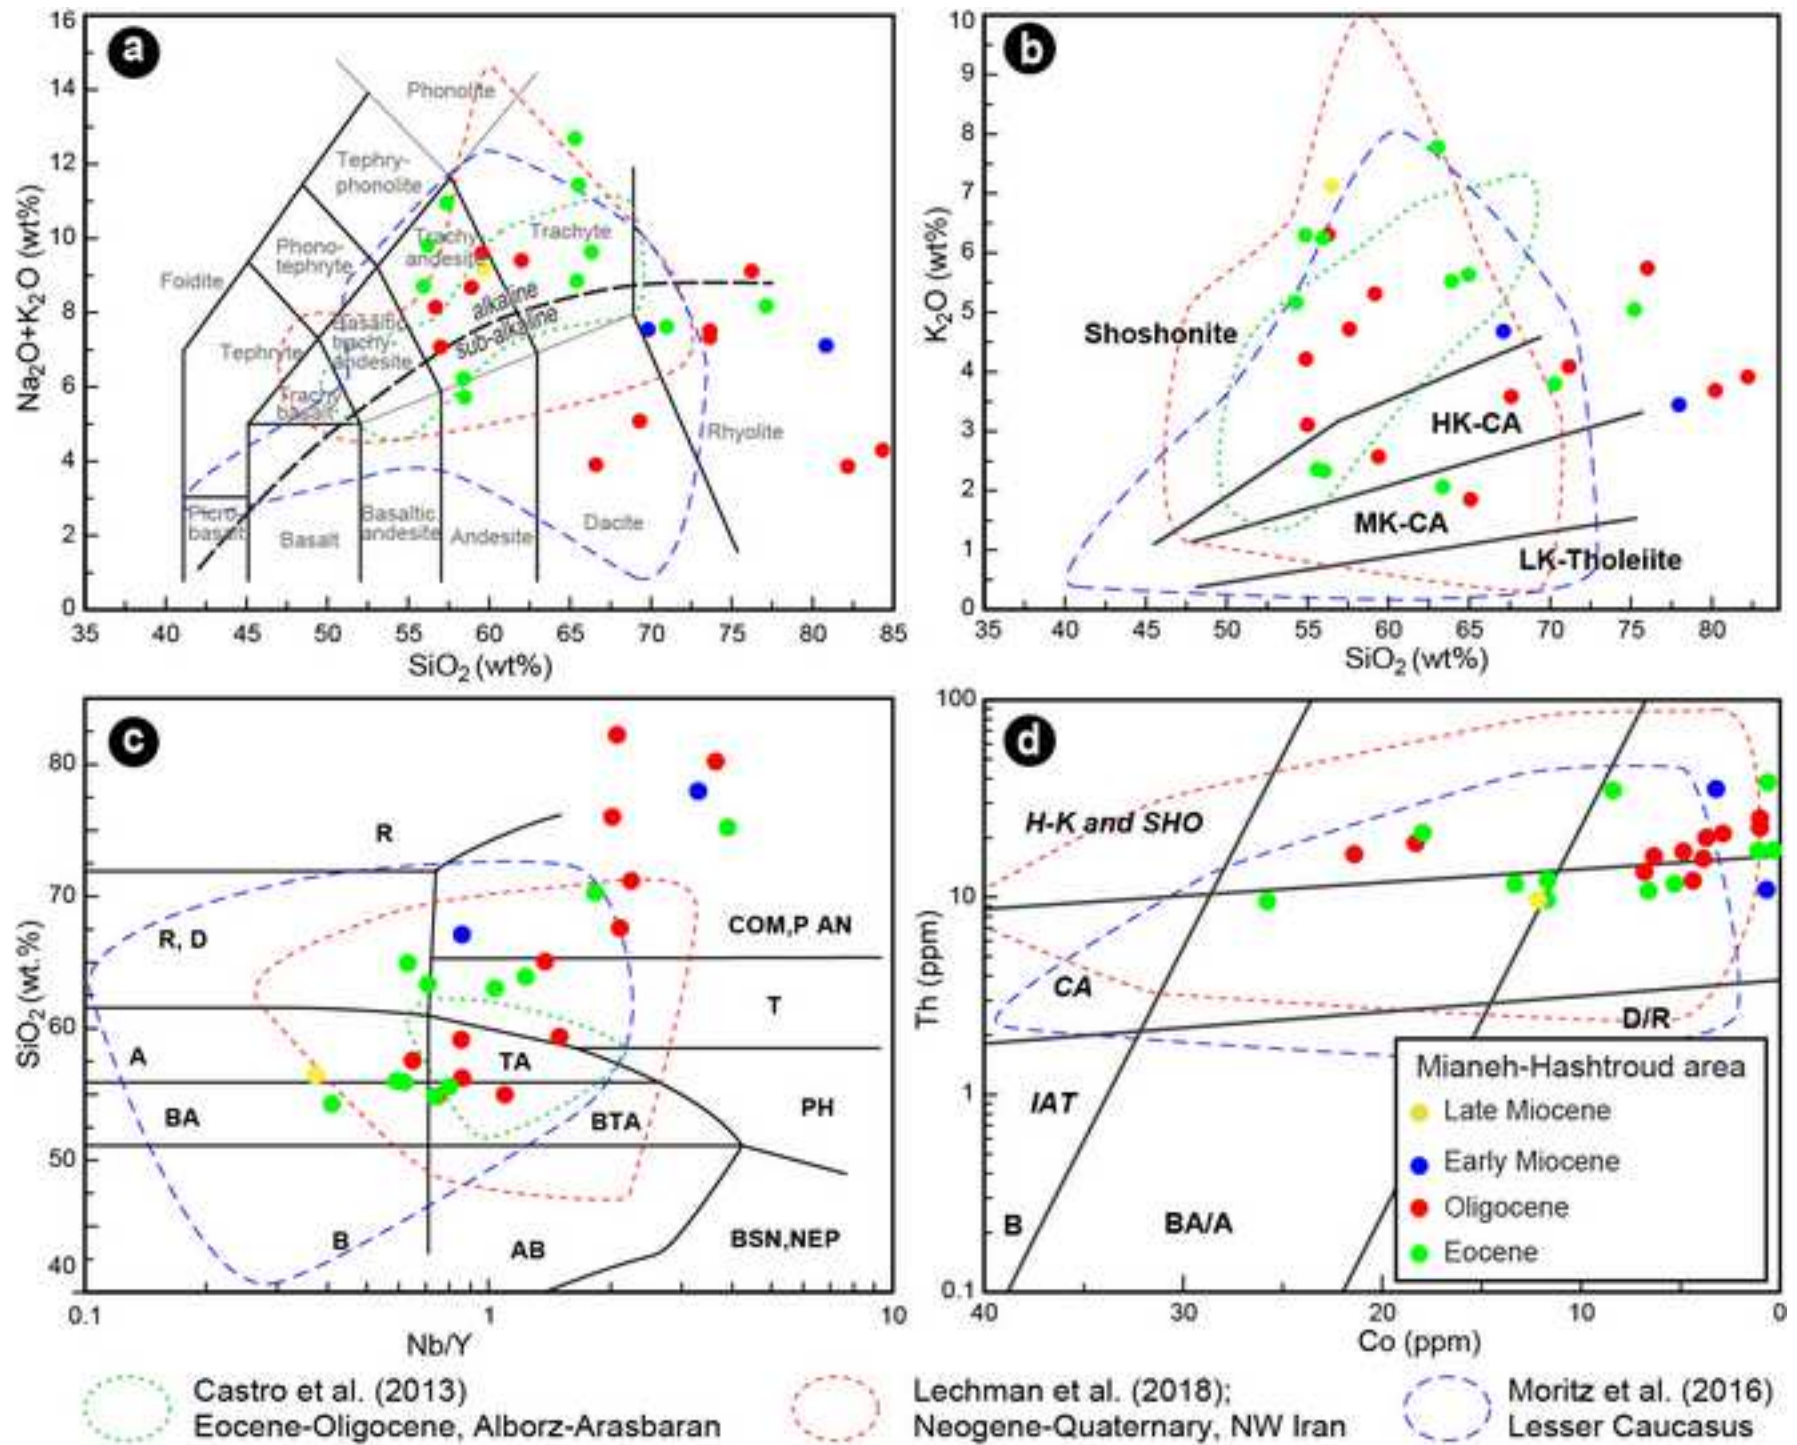 a
16
14
12
10
8
6
4
2
0
35
40
45
50
55
60
65
70
75
80
85
Na2O+K2O (wt%)
SiO2 (wt%)
Phonolite
Tephry-
phonolite
Phono-
tephryte
Foidite
Trachy
andesite
Trachyte
alkaline
sub-alkaline
Basaltic
trachy-
andesite
Tephryte
Trachy
basalt
Rhyolite
Picro
basalt
Basalt
Basaltic
andesite
Andesite
Dacite
b
10
9
8
7
6
5
4
3
2
1
0
35
40
45
50
55
60
65
70
75
80
K2O (wt%)
SiO2 (wt%)
Shoshonite
HK-CA
MK-CA
LK-Tholeiite
c
80
70
60
50
40
0.1
1
10
SiO2 (wt.%)
Nb/Y
R
R, D
COM,P AN
T
A
TA
BA
BTA
PH
B
AB
BSN,NEP
d
100
10
1
0.1
40
30
20
10
0
Th (ppm)
Co (ppm)
H-K and SHO
CA
D/R
IAT
B
BA/A
Mianeh-Hashtroud area
Late Miocene
Early Miocene
Oligocene
Eocene
Castro et al. (2013)
Eocene-Oligocene, Alborz-Arasbaran
Lechman et al. (2018);
Neogene-Quaternary, NW Iran
Moritz et al. (2016)
Lesser Caucasus